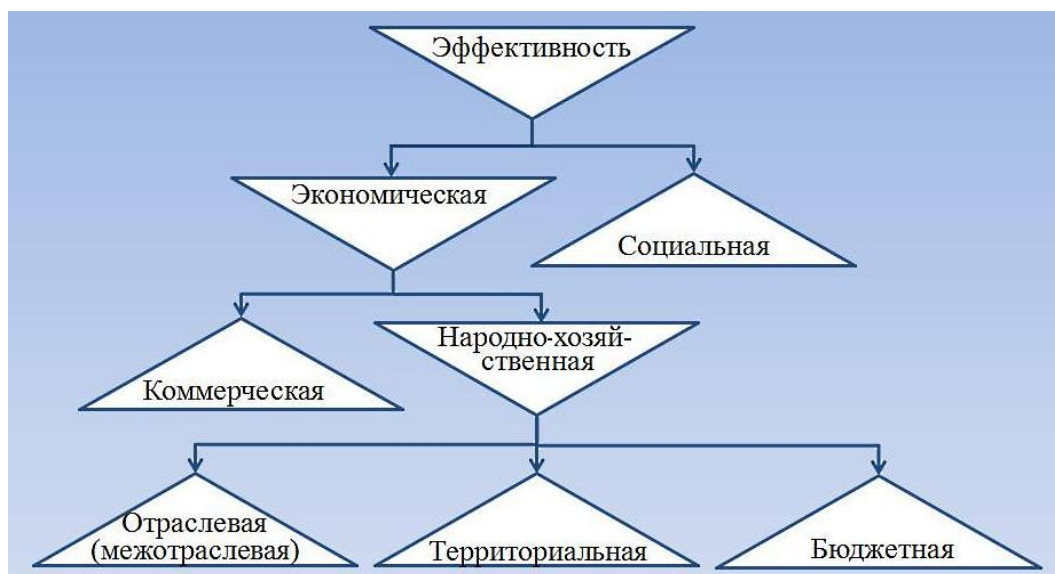 Эффективность
Экономическая
Социальная
Народно-хозяй-
ственная
Коммерческая
Отраслевая
(межотраслевая)
Территориальная
Бюджетная